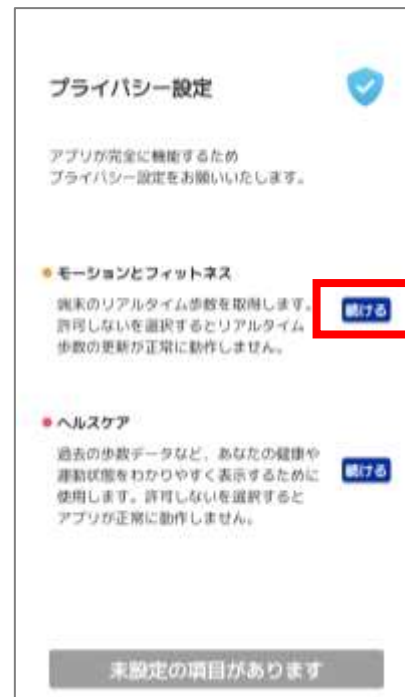 プライバシー設定
アプリが完全に機能するため
プライバシー設定をお願いいたします。
モーションとフィットネス
端末のリアルタイム歩数を取得します。
許可しないを選択するとリアルタイム
歩数の更新が正常に動作しません。
続ける
ヘルスケア
過去の歩数データなど、あなたの健康や
運動状態をわかりやすく表示するために
使用します。許可しないを選択すると
アプリが正常に動作しません。
続ける
未設定の項目があります